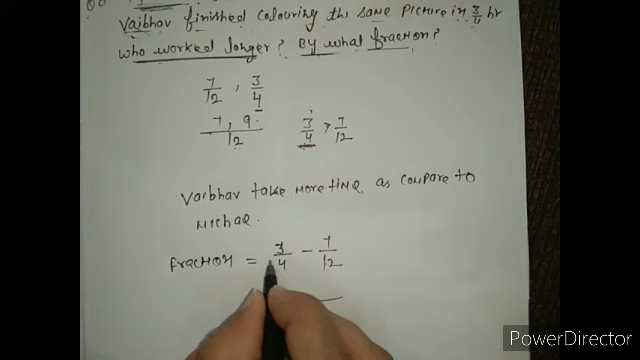 Vaibhav finished colouring the same picture in 3/4 hr
who worked longer? By what fraction?
7/12 , 3/4
7, 9
12
3/4 > 7/12
Vaibhav take more time as compare to
Fraction = 3/4 - 7/12
PowerDirector